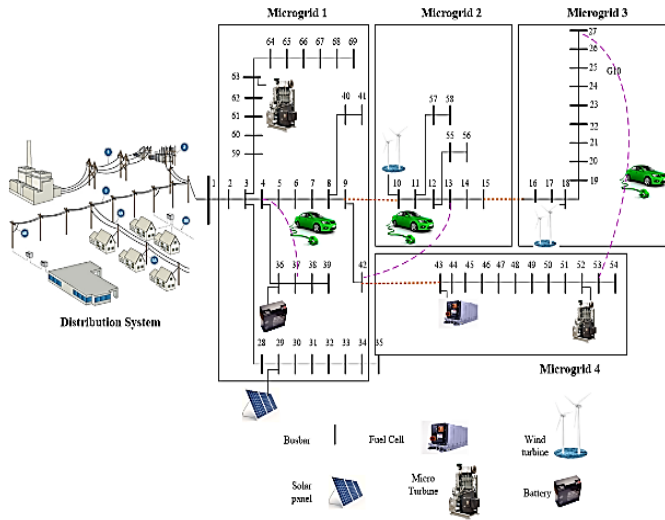 Microgrid 1
Microgrid 2
Microgrid 3
64 65 66 67 68 69
27
26
25
24
23
22
21
20
19
G10
63
62
61
60
59
40 41
57 58
55 56
1 2 3 4 5 6 7 8 9
10 11 12 13 14 15
16 17 18
36 37 38 39
42
43 44 45 46 47 48 49 50 51 52 53 54
28 29 30 31 32 33 34 35
Distribution System
Microgrid 4
Busbar
Fuel Cell
Wind
turbine
Solar
panel
Micro
Turbine
Battery